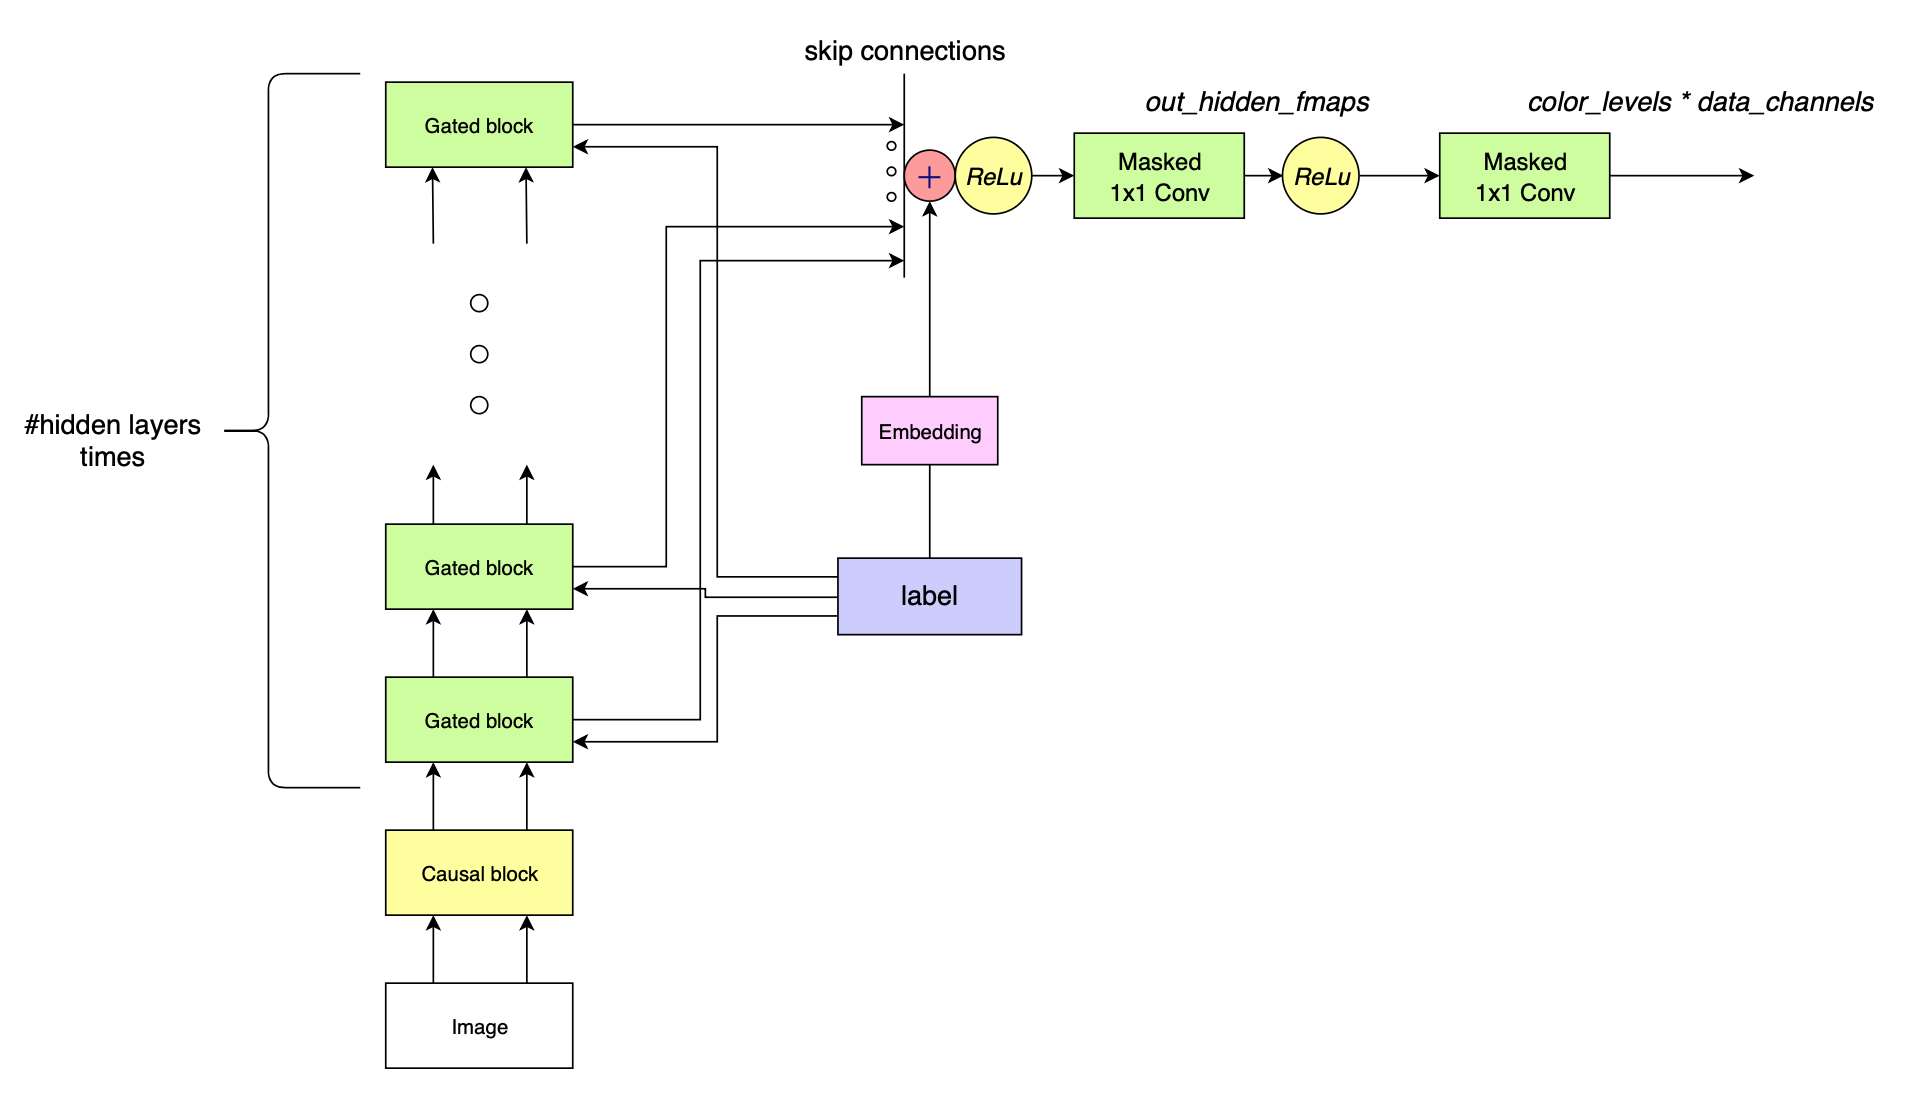 skip connections
out_hidden_fmaps
color_levels * data_channels
Gated block
+
ReLu
Masked
1x1 Conv
ReLu
Masked
1x1 Conv
#hidden layers
times
Embedding
Gated block
label
Gated block
Causal block
Image